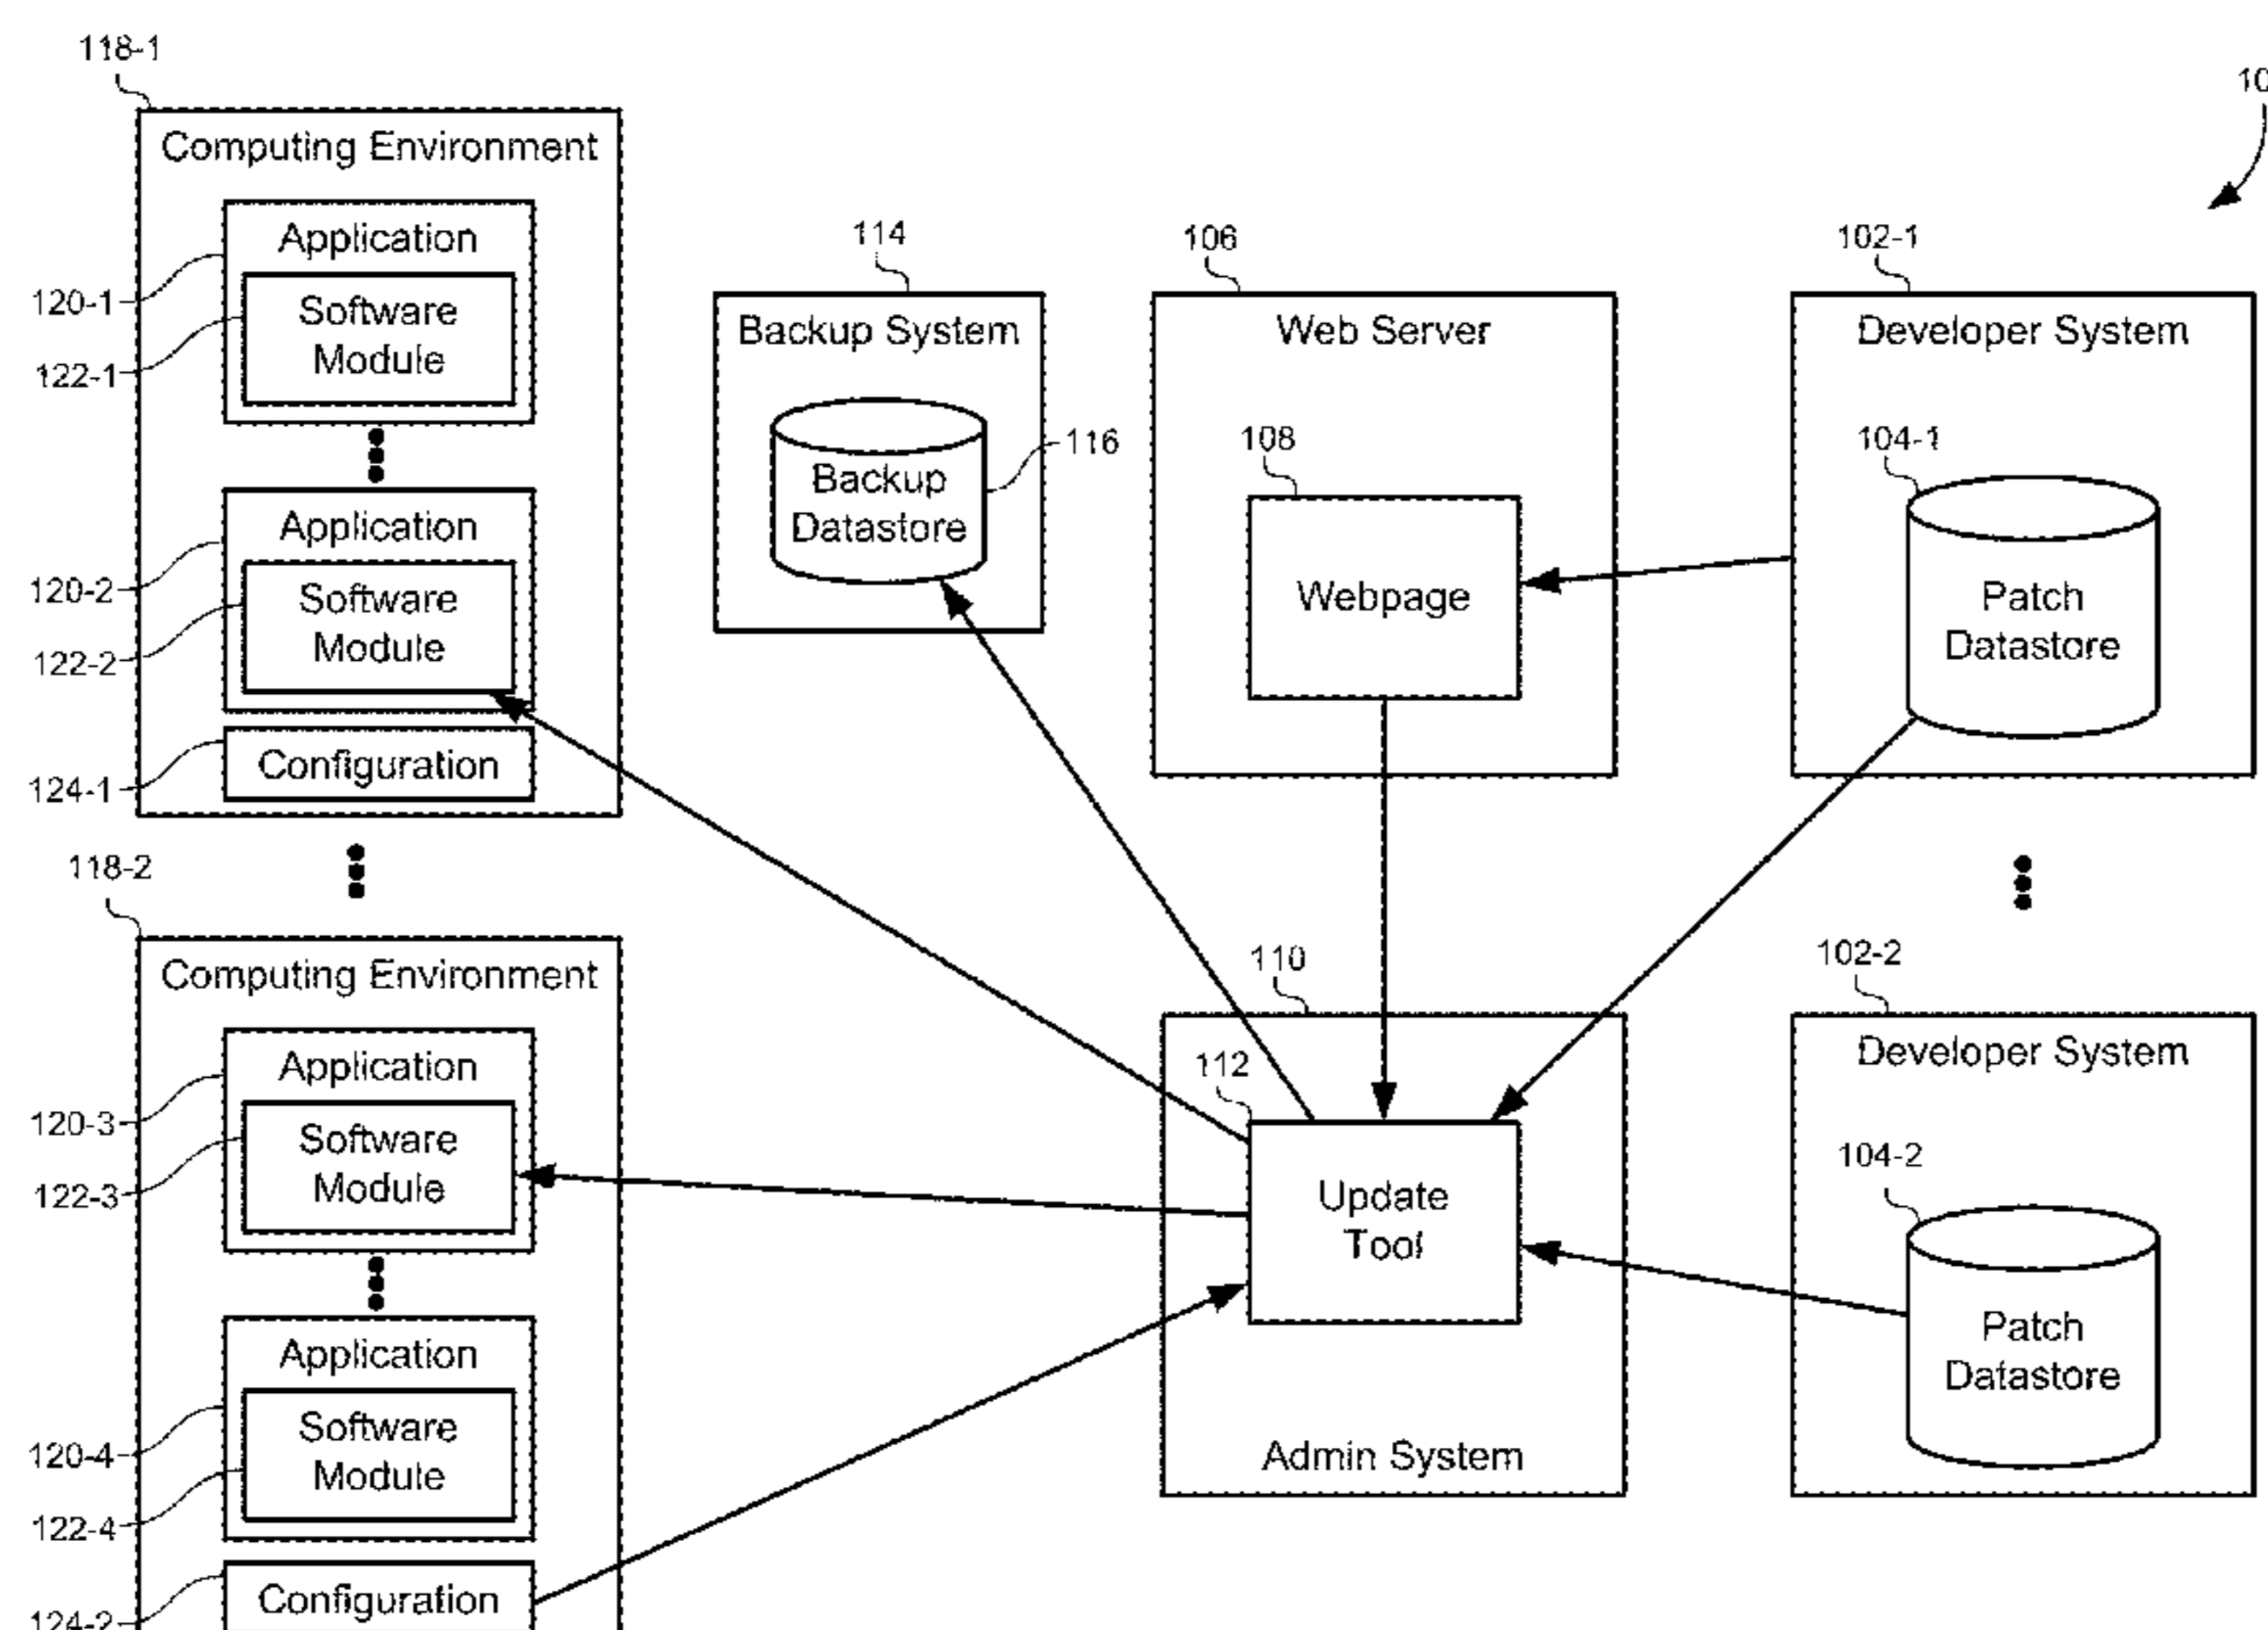 118-1
Computing Environment
Application
120-1
Software
Module
122-1
Application
120-2
Software
Module
122-2
Configuration
124-1
114
Backup System
116
Backup
Datastore
106
Web Server
108
Webpage
10
102-1
Developer System
104-1
Patch
Datastore
118-2
Computing Environment
Application
120-3
Software
Module
122-3
Application
120-4
Software
Module
122-4
Configuration
124-2
110
112
Update
Tool
Admin System
102-2
Developer System
104-2
Patch
Datastore